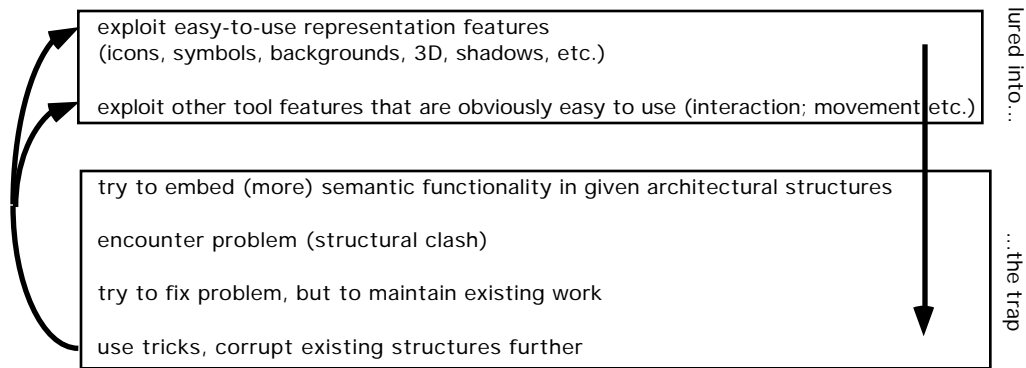 exploit easy-to-use representation features
(icons, symbols, backgrounds, 3D, shadows, etc.)
exploit other tool features that are obviously easy to use (interaction; movement etc.)
lured into...
try to embed (more) semantic functionality in given architectural structures
encounter problem (structural clash)
try to fix problem, but to maintain existing work
use tricks, corrupt existing structures further
...the trap